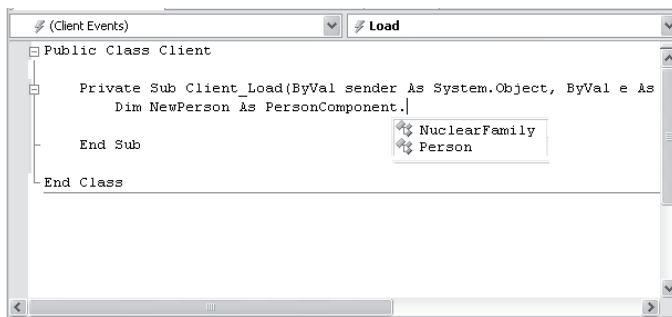 (Client Events) Load
Public Class Client
Private Sub Client_Load(ByVal sender As System.Object, ByVal e As
Dim NewPerson As PersonComponent.
NuclearFamily
Person
End Sub
End Class